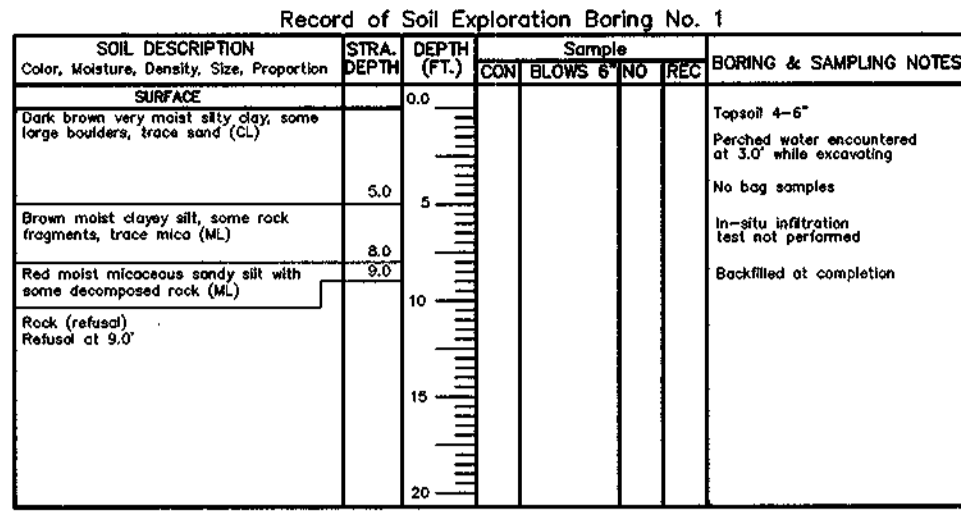 Record of Soil Exploration Boring No. 1
SOIL DESCRIPTION
Color, Moisture, Density, Size, Proportion
STRA.
DEPTH
DEPTH
(FT.)
Sample
CON BLOWS 6" NO REC
BORING & SAMPLING NOTES
SURFACE
0.0
Dark brown very moist silty clay, some
large boulders, trace sand (CL)
5.0
5
Brown moist clayey silt, some rock
fragments, trace mica (ML)
8.0
Red moist micaceous sandy silt with
some decomposed rock (ML)
9.0
10
Rock (refusal)
Refusal at 9.0'
15
20
Topsoil 4-6"
Perched water encountered
at 3.0' while excavating
No bag samples
In-situ infiltration
test not performed
Backfilled at completion